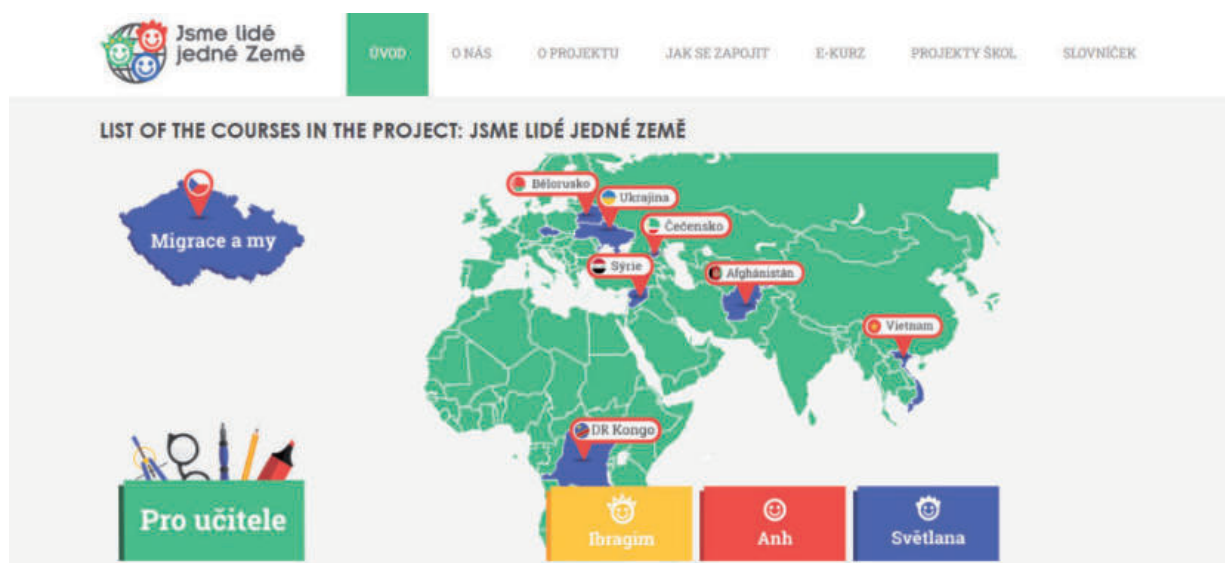 Jsme lidé
jedné Země
ÚVOD
O NÁS
O PROJEKTU
JAK SE ZAPOJIT
E-KURZ
PROJEKTY ŠKOL
SLOVNÍČEK
LIST OF THE COURSES IN THE PROJECT: JSME LIDÉ JEDNÉ ZEMĚ
Migrace a my
Bělorusko
Ukrajina
Čečensko
Sýrie
Afghánistán
Vietnam
DR Kongo
Pro učitele
Ibragim
Anh
Světlana